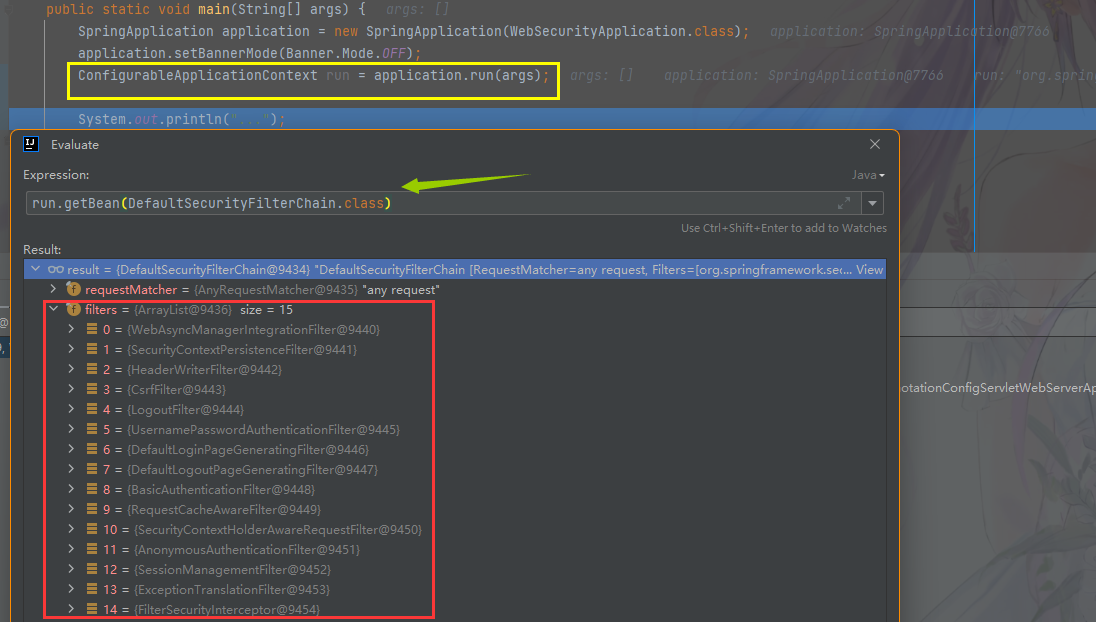 public static void main(String[] args) {   args: []
SpringApplication application = new SpringApplication(WebSecurityApplication.class);   application: SpringApplication@7766
application.setBannerMode(Banner.Mode.OFF);
ConfigurableApplicationContext run = application.run(args);   args: []   application: SpringApplication@7766   run: "org.sprin
System.out.println("...");
Evaluate
Expression:
Java
run.getBean(DefaultSecurityFilterChain.class)
Use Ctrl+Shift+Enter to add to Watches
Result:
result = {DefaultSecurityFilterChain@9434} "DefaultSecurityFilterChain [RequestMatcher=any request, Filters=[org.springframework.sec... View
requestMatcher = {AnyRequestMatcher@9435} "any request"
filters = {ArrayList@9436}  size = 15
0 = {WebAsyncManagerIntegrationFilter@9440}
1 = {SecurityContextPersistenceFilter@9441}
2 = {HeaderWriterFilter@9442}
3 = {CsrfFilter@9443}
otationConfigServletWebServerAp
4 = {LogoutFilter@9444}
5 = {UsernamePasswordAuthenticationFilter@9445}
6 = {DefaultLoginPageGeneratingFilter@9446}
7 = {DefaultLogoutPageGeneratingFilter@9447}
8 = {BasicAuthenticationFilter@9448}
9 = {RequestCacheAwareFilter@9449}
10 = {SecurityContextHolderAwareRequestFilter@9450}
11 = {AnonymousAuthenticationFilter@9451}
12 = {SessionManagementFilter@9452}
13 = {ExceptionTranslationFilter@9453}
14 = {FilterSecurityInterceptor@9454}